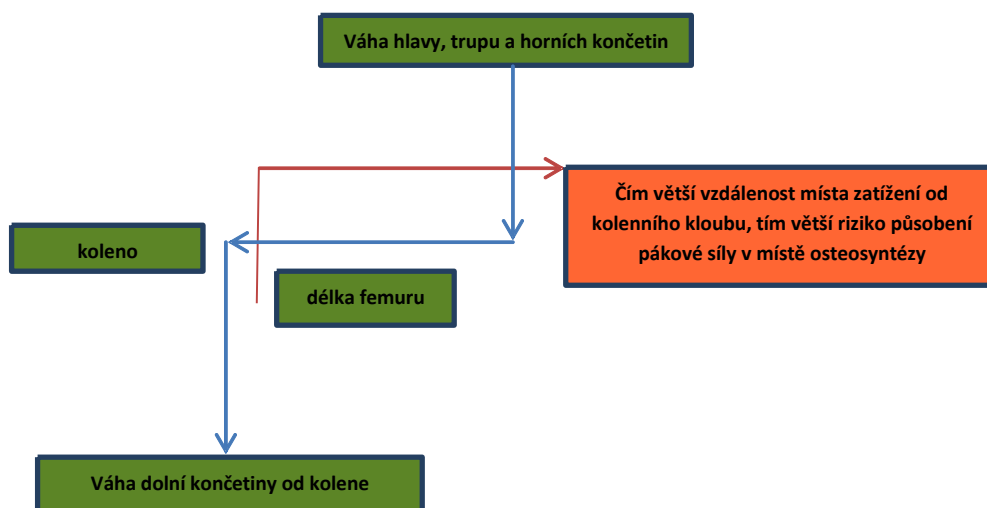 Váha hlavy, trupu a horních končetin
Čím větší vzdálenost místa zatížení od
kolenního kloubu, tím větší riziko působení
pákové síly v místě osteosyntézy
koleno
délka femuru
Váha dolní končetiny od kolene